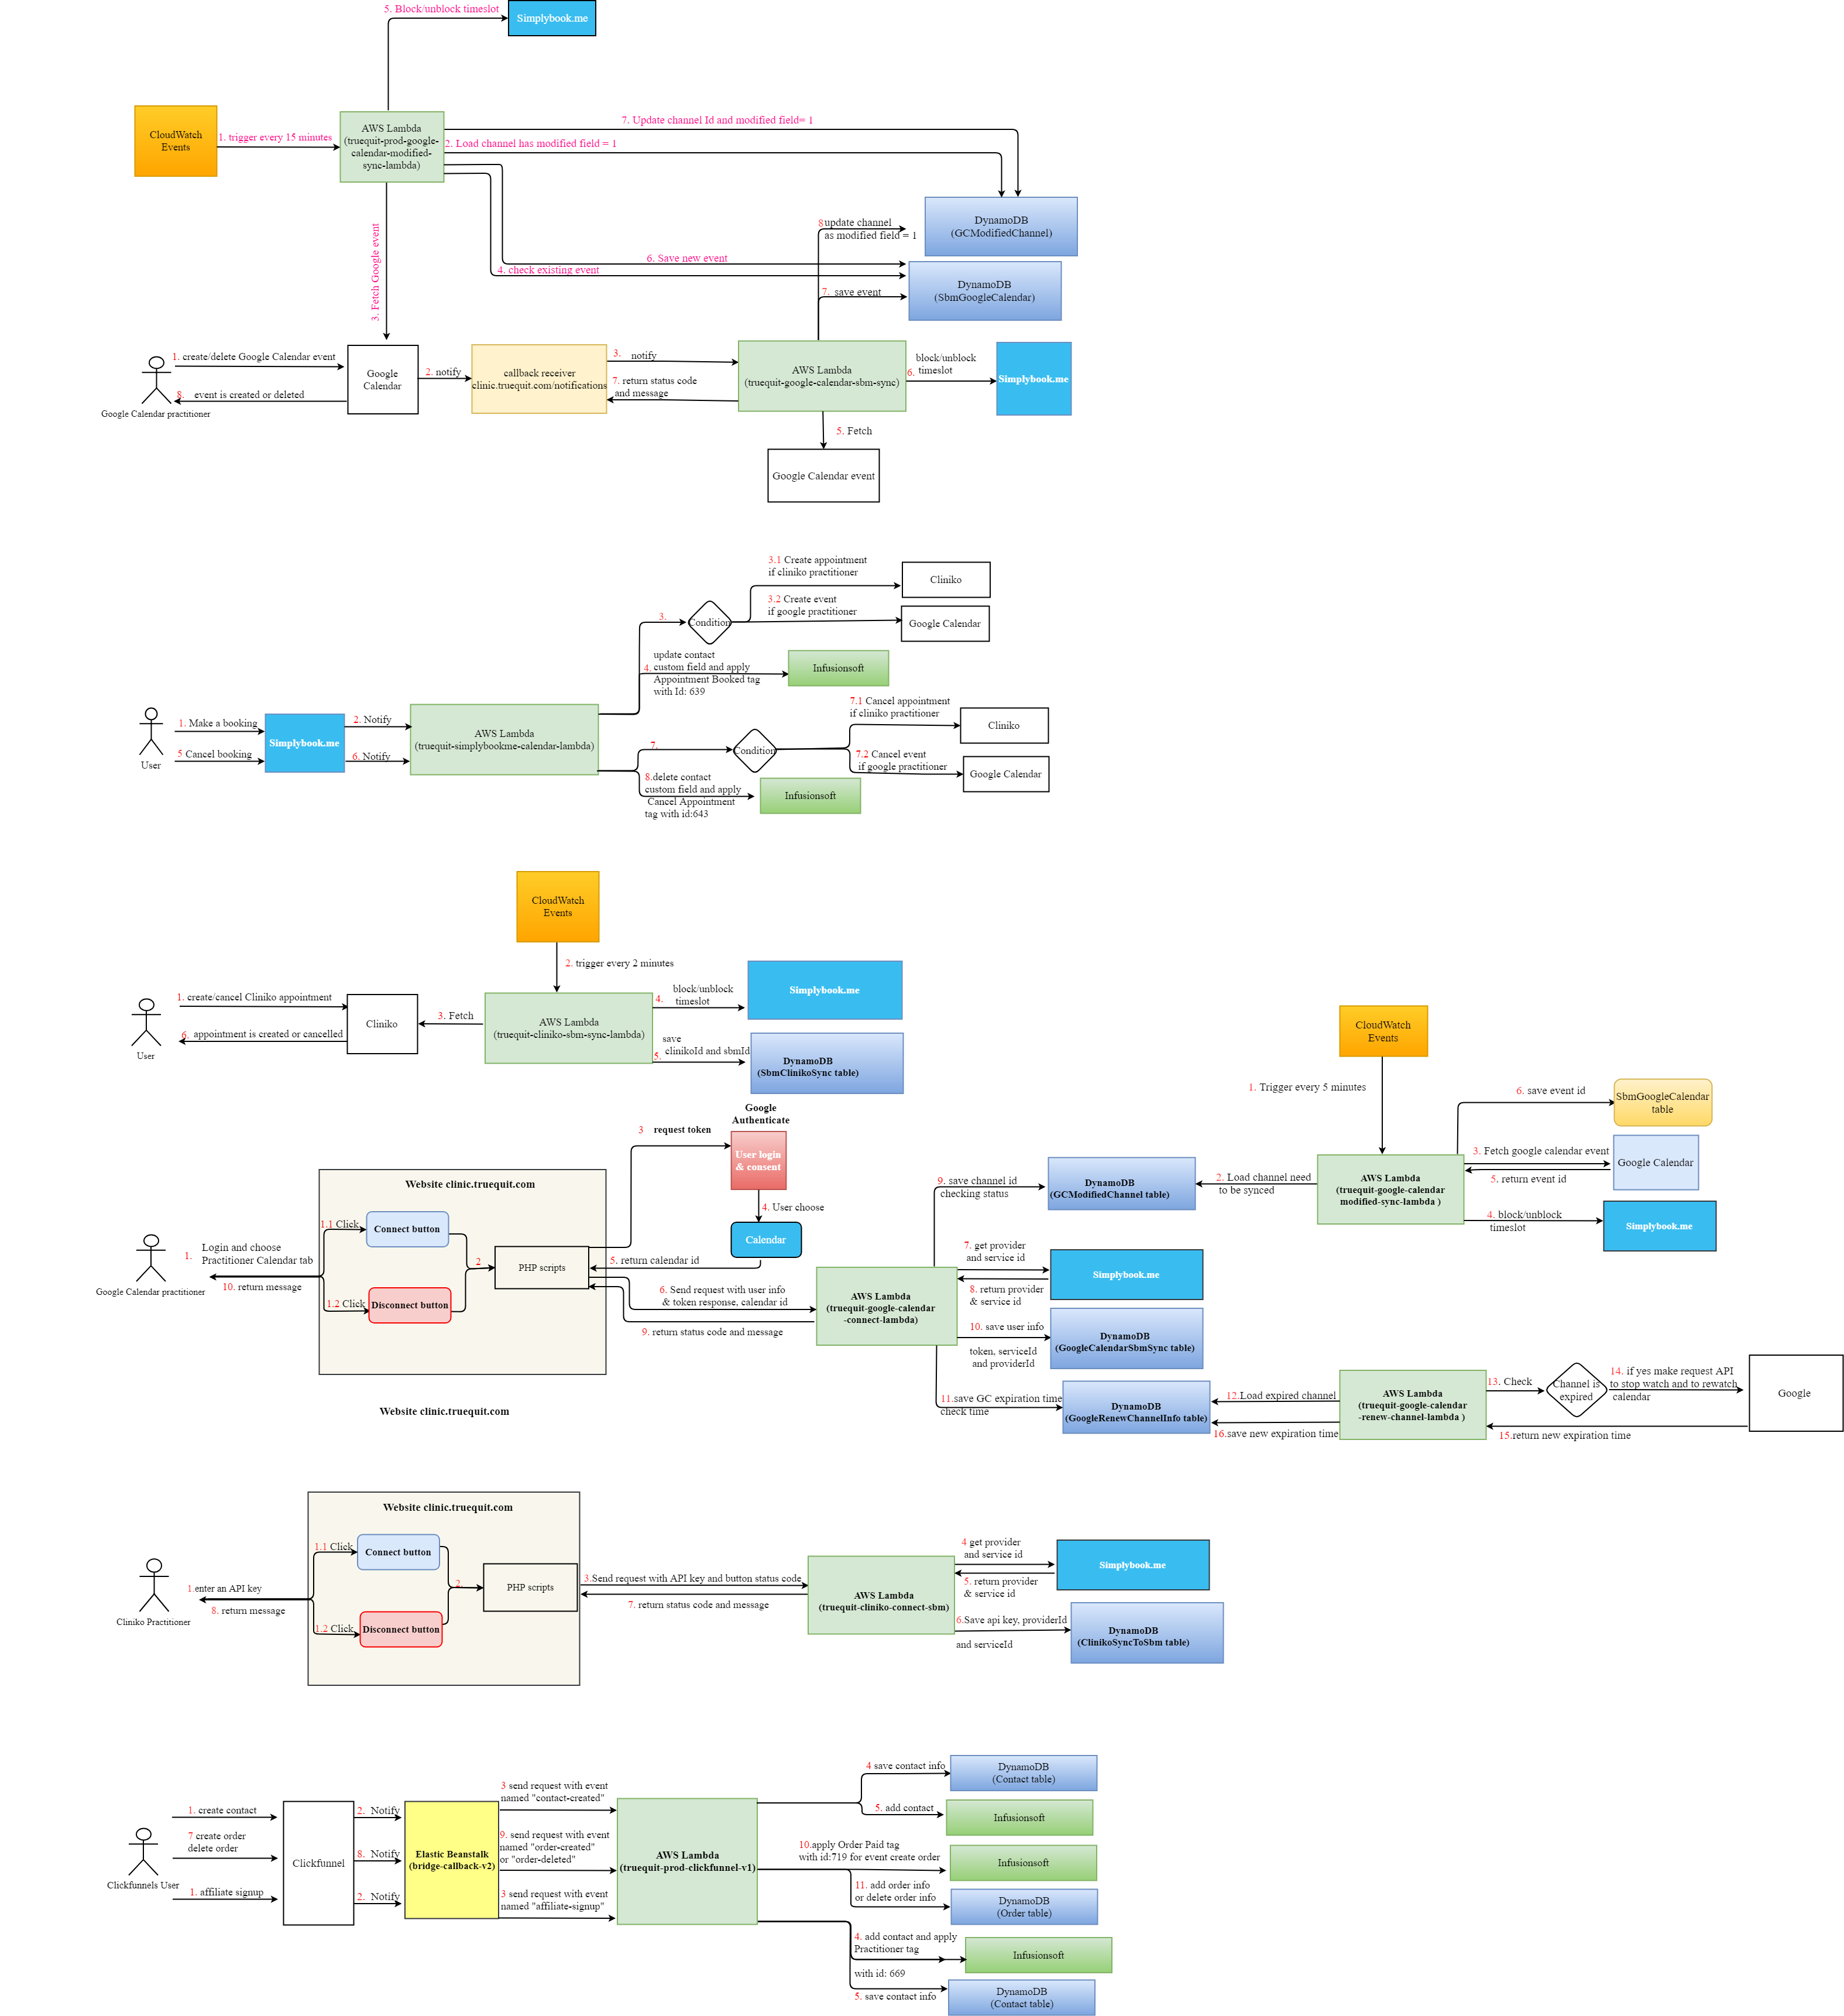 5. Block/unblock timeslot
Simplybook.me
CloudWatch
Events
1. trigger every 15 minutes
AWS Lambda
(truequit-prod-google-
calendar-modified-
sync-lambda)
7. Update channel Id and modified field= 1
2. Load channel has modified field = 1
3. Fetch Google event
6. Save new event
4. check existing event
8 update channel
as modified field = 1
DynamoDB
(GCModifiedChannel)
DynamoDB
(SbmGoogleCalendar)
7. save event
1. create/delete Google Calendar event
8. event is created or deleted
Google Calendar practitioner
Google
Calendar
2. notify
callback receiver
clinic.truequit.com/notifications
3. notify
7. return status code
and message
AWS Lambda
(truequit-google-calendar-sbm-sync)
block/unblock
timeslot
6.
Simplybook.me
5. Fetch
Google Calendar event
3.1 Create appointment
if cliniko practitioner
Cliniko
3.2 Create event
if google practitioner
Google Calendar
3.
Condition
4.
update contact
custom field and apply
Appointment Booked tag
with Id: 639
Infusionsoft
User
1. Make a booking
5 Cancel booking
Simplybook.me
2. Notify
6. Notify
AWS Lambda
(truequit-simplybookme-calendar-lambda)
7.
Condition
7.1 Cancel appointment
if cliniko practitioner
Cliniko
7.2 Cancel event
if google practitioner
Google Calendar
8.delete contact
custom field and apply
Cancel Appointment
tag with id:643
Infusionsoft
CloudWatch
Events
2. trigger every 2 minutes
User
1. create/cancel Cliniko appointment
6. appointment is created or cancelled
Cliniko
3. Fetch
AWS Lambda
(truequit-cliniko-sbm-sync-lambda)
4.
block/unblock
timeslot
Simplybook.me
save
clinikoId and sbmId
5.
DynamoDB
(SbmClinikoSync table)
CloudWatch
Events
1. Trigger every 5 minutes
6. save event id
SbmGoogleCalendar
table
3. Fetch google calendar event
5. return event id
Google Calendar
AWS Lambda
(truequit-google-calendar
modified-sync-lambda )
4. block/unblock
timeslot
Simplybook.me
2. Load channel need
to be synced
Google
Authenticate
3 request token
User login
& consent
4. User choose
Calendar
5. return calendar id
Website clinic.truequit.com
Google Calendar practitioner
1. Login and choose
Practitioner Calendar tab
10. return message
1.1 Click
Connect button
1.2 Click
Disconnect button
2
PHP scripts
6. Send request with user info
& token response, calendar id
9. return status code and message
AWS Lambda
(truequit-google-calendar
-connect-lambda)
9. save channel id
checking status
DynamoDB
(GCModifiedChannel table)
7. get provider
and service id
8. return provider
& service id
Simplybook.me
10. save user info
token, serviceId
and providerId
DynamoDB
(GoogleCalendarSbmSync table)
11.save GC expiration time
check time
DynamoDB
(GoogleRenewChannelInfo table)
12.Load expired channel
16.save new expiration time
AWS Lambda
(truequit-google-calendar
-renew-channel-lambda )
13. Check
Channel is
expired
14. if yes make request API
to stop watch and to rewatch
calendar
15.return new expiration time
Google
Website clinic.truequit.com
Website clinic.truequit.com
Cliniko Practitioner
1.enter an API key
8. return message
1.1 Click
Connect button
1.2 Click
Disconnect button
2.
PHP scripts
3.Send request with API key and button status code
7. return status code and message
AWS Lambda
(truequit-cliniko-connect-sbm)
4 get provider
and service id
5. return provider
& service id
Simplybook.me
6.Save api key, providerId
and serviceId
DynamoDB
(ClinikoSyncToSbm table)
Clickfunnels User
1. create contact
7 create order
delete order
1. affiliate signup
Clickfunnel
2. Notify
8. Notify
2. Notify
Elastic Beanstalk
(bridge-callback-v2)
3 send request with event
named "contact-created"
9. send request with event
named "order-created"
or "order-deleted"
3 send request with event
named "affiliate-signup"
AWS Lambda
(truequit-prod-clickfunnel-v1)
4 save contact info
DynamoDB
(Contact table)
5. add contact
Infusionsoft
10.apply Order Paid tag
with id:719 for event create order
Infusionsoft
11. add order info
or delete order info
DynamoDB
(Order table)
4. add contact and apply
Practitioner tag
with id: 669
Infusionsoft
5. save contact info
DynamoDB
(Contact table)